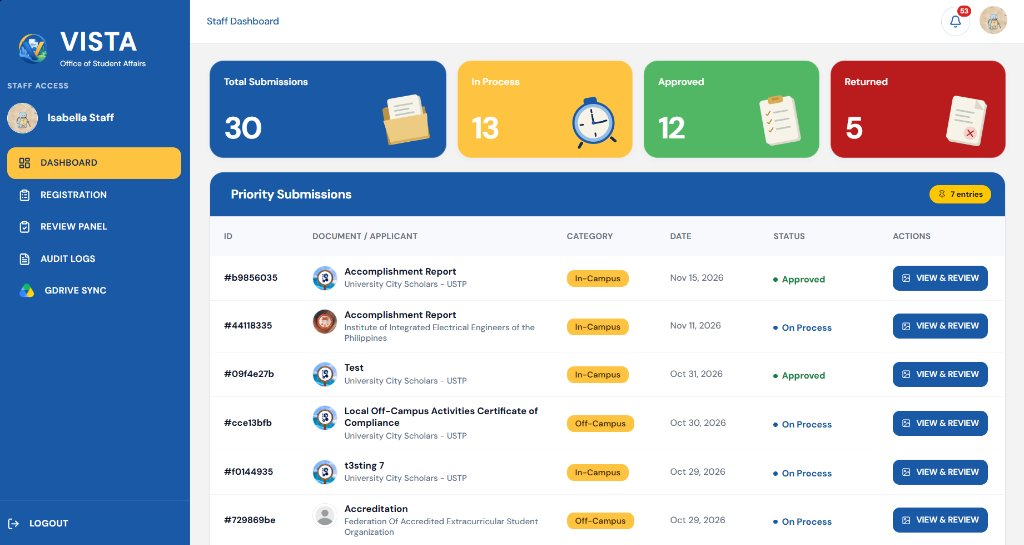 VISTA
Office of Student Affairs
STAFF ACCESS
Isabella Staff
DASHBOARD
REGISTRATION
REVIEW PANEL
AUDIT LOGS
GDRIVE SYNC
LOGOUT
Staff Dashboard
53
Total Submissions
30
In Process
13
Approved
12
Returned
5
Priority Submissions
7 entries
ID DOCUMENT / APPLICANT CATEGORY DATE STATUS ACTIONS
#b9856035 Accomplishment Report In-Campus Nov 15, 2026 Approved VIEW & REVIEW
University City Scholars - USTP
#44118335 Accomplishment Report In-Campus Nov 11, 2026 On Process VIEW & REVIEW
Institute of Integrated Electrical Engineers of the
Philippines
#09f4e27b Test In-Campus Oct 31, 2026 Approved VIEW & REVIEW
University City Scholars - USTP
#cce13bfb Local Off-Campus Activities Certificate of Off-Campus Oct 30, 2026 On Process VIEW & REVIEW
Compliance
University City Scholars - USTP
#f0144935 t3sting 7 In-Campus Oct 29, 2026 On Process VIEW & REVIEW
University City Scholars - USTP
#729869be Accreditation Off-Campus Oct 29, 2026 On Process VIEW & REVIEW
Federation Of Accredited Extracurricular Student
Organization